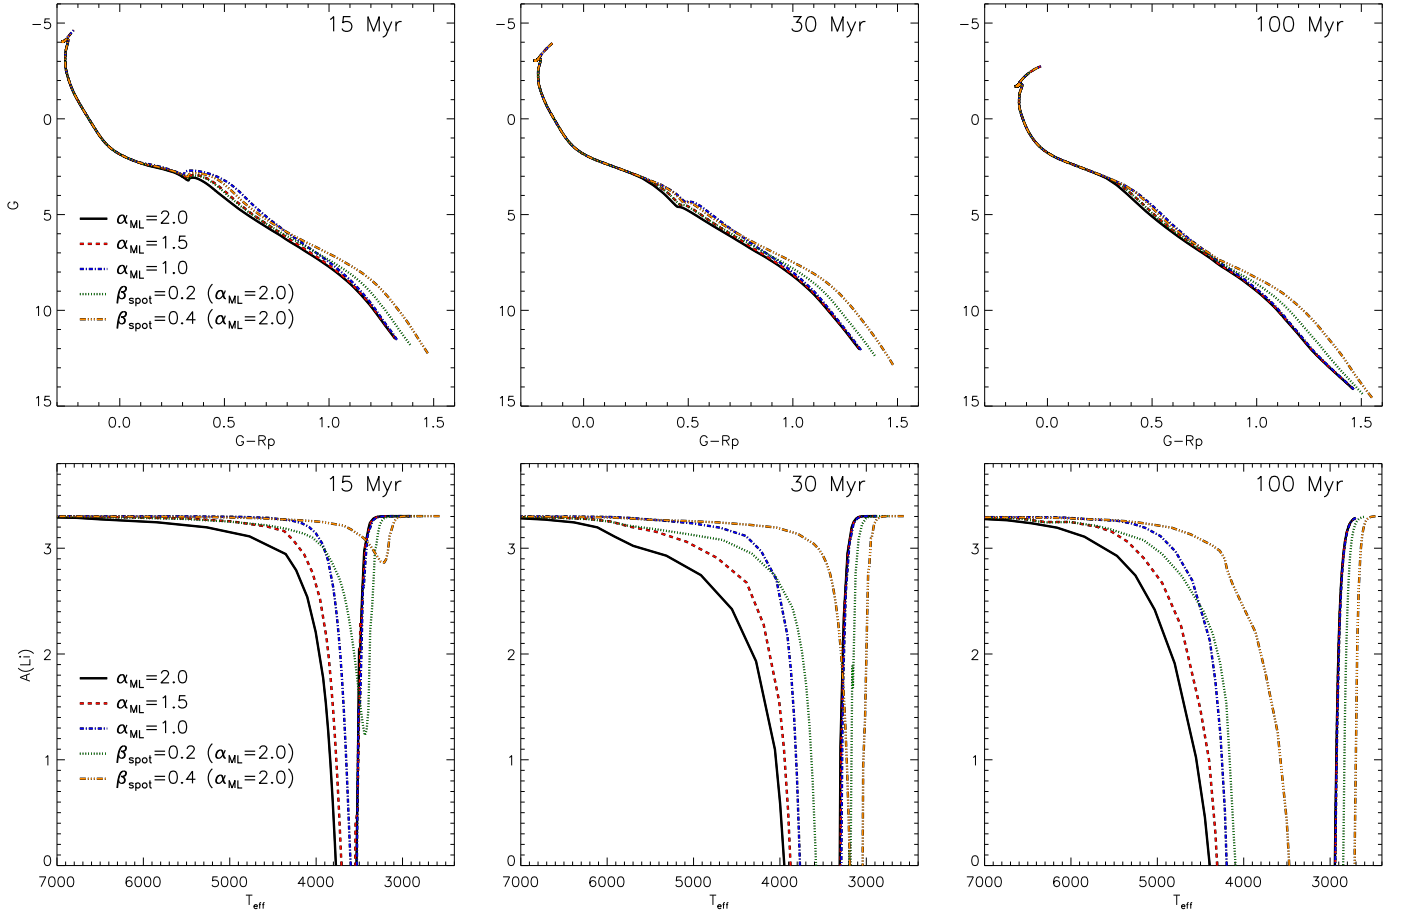 15 Myr
-5
0
5
10
15
G
0.0 0.5 1.0 1.5
G-Rp
α_ML=2.0
α_ML=1.5
α_ML=1.0
β_spot=0.2 (α_ML=2.0)
β_spot=0.4 (α_ML=2.0)
30 Myr
-5
0
5
10
15
0.0 0.5 1.0 1.5
G-Rp
100 Myr
-5
0
5
10
15
0.0 0.5 1.0 1.5
G-Rp
15 Myr
3
2
1
0
A(Li)
7000 6000 5000 4000 3000
T_eff
α_ML=2.0
α_ML=1.5
α_ML=1.0
β_spot=0.2 (α_ML=2.0)
β_spot=0.4 (α_ML=2.0)
30 Myr
3
2
1
0
7000 6000 5000 4000 3000
T_eff
100 Myr
3
2
1
0
7000 6000 5000 4000 3000
T_eff